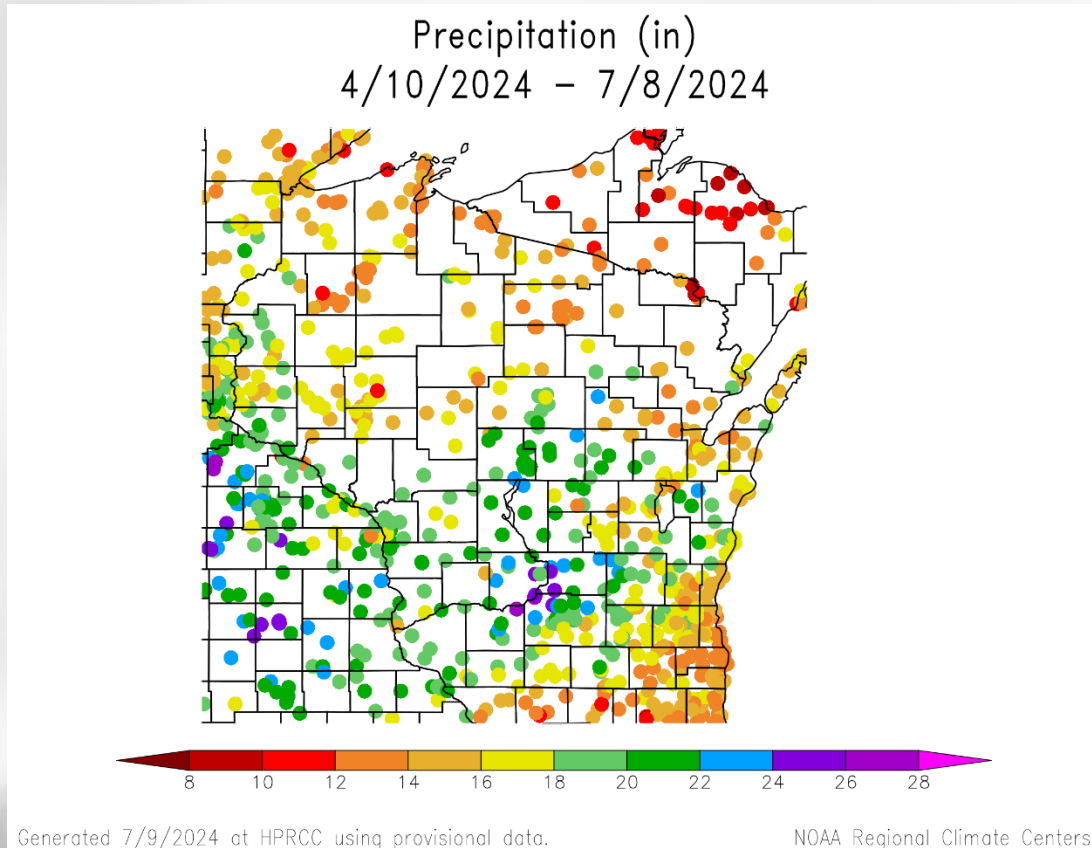 Precipitation (in)
4/10/2024 – 7/8/2024
8 10 12 14 16 18 20 22 24 26 28
Generated 7/9/2024 at HPRCC using provisional data.
NOAA Regional Climate Centers